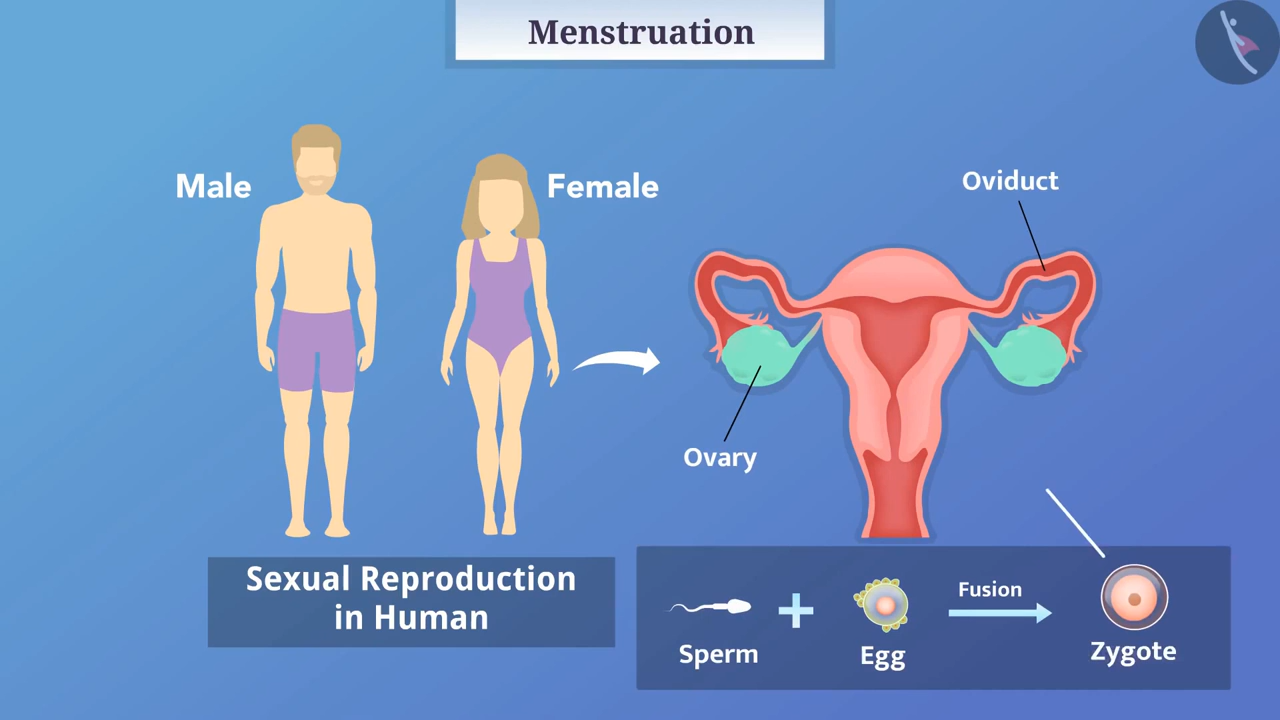 Menstruation
Male
Female
Oviduct
Ovary
Sexual Reproduction
in Human
Fusion
Sperm
Egg
Zygote